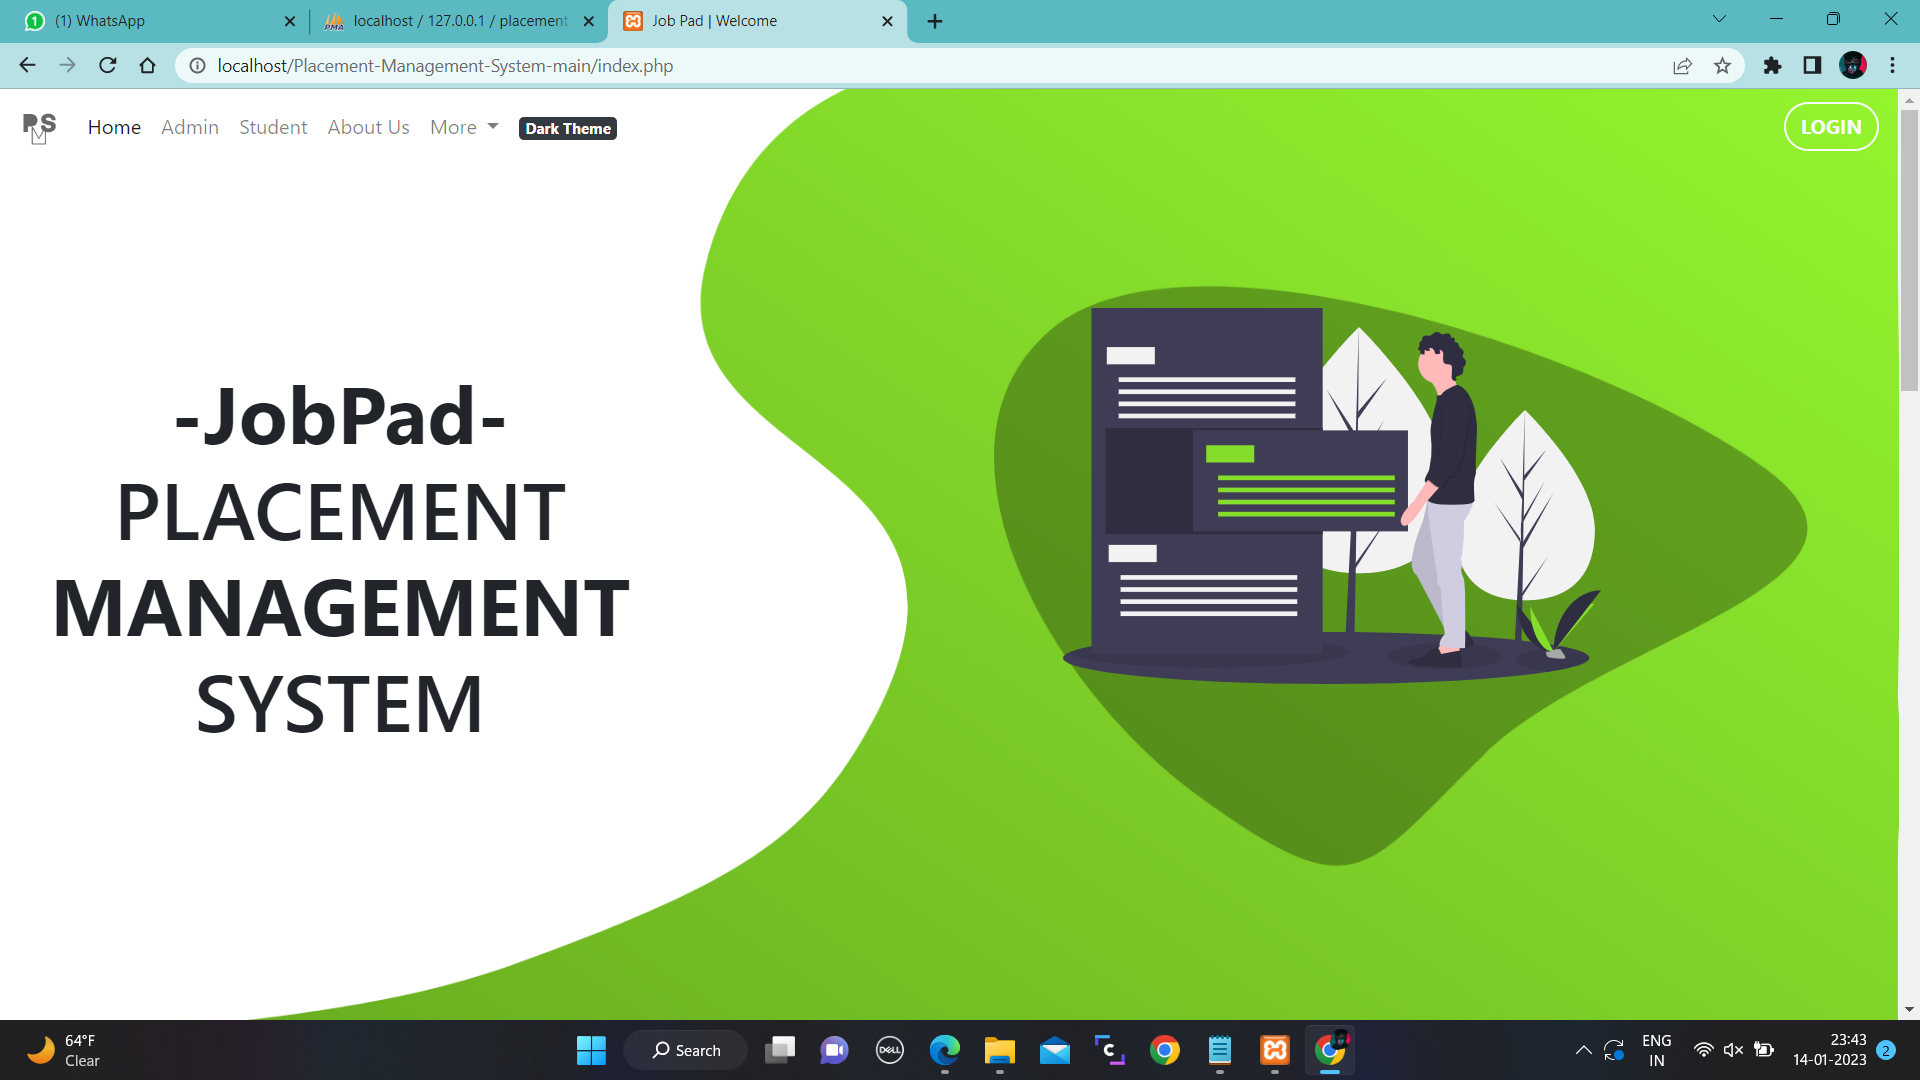 (1) WhatsApp
localhost / 127.0.0.1 / placement
Job Pad | Welcome
localhost/Placement-Management-System-main/index.php
PMS
Home Admin Student About Us More Dark Theme
LOGIN
-JobPad-
PLACEMENT
MANAGEMENT
SYSTEM
64°F
Clear
Search
DELL
ENG
IN
23:43
14-01-2023
2